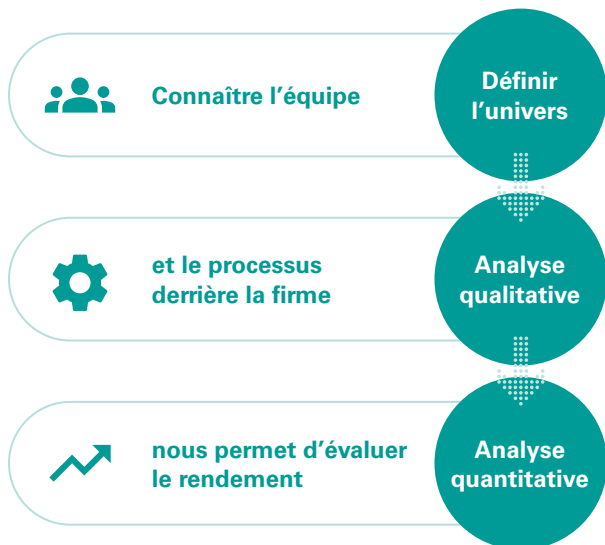 Connaître l’équipe
Définir
l’univers
et le processus
derrière la firme
Analyse
qualitative
nous permet d’évaluer
le rendement
Analyse
quantitative